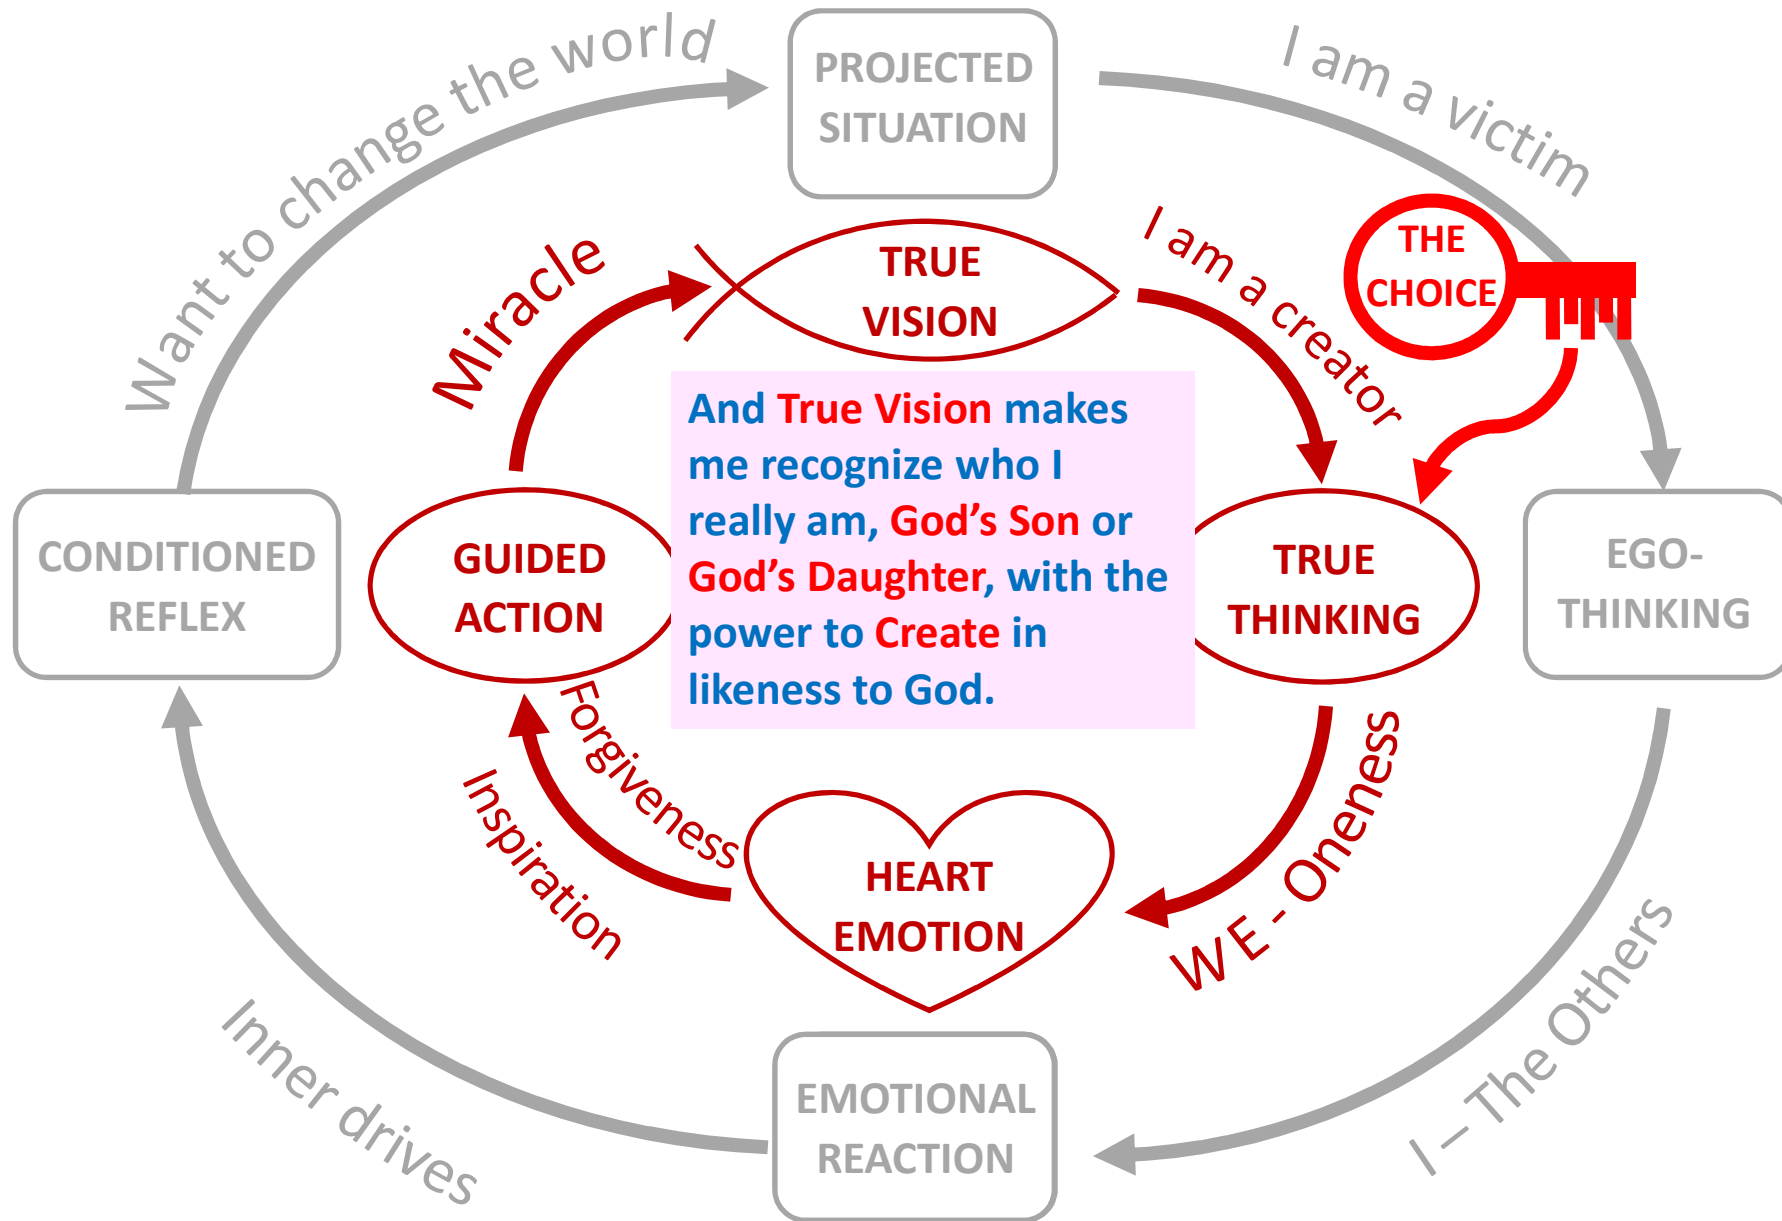 Want to change the world
PROJECTED
SITUATION
I am a victim
THE
CHOICE
Miracle
TRUE
VISION
I am a creator
And True Vision makes
me recognize who I
really am, God’s Son or
God’s Daughter, with the
power to Create in
likeness to God.
CONDITIONED
REFLEX
GUIDED
ACTION
TRUE
THINKING
EGO-
THINKING
Forgiveness
Inspiration
HEART
EMOTION
WE - Oneness
Inner drives
EMOTIONAL
REACTION
I – The Others